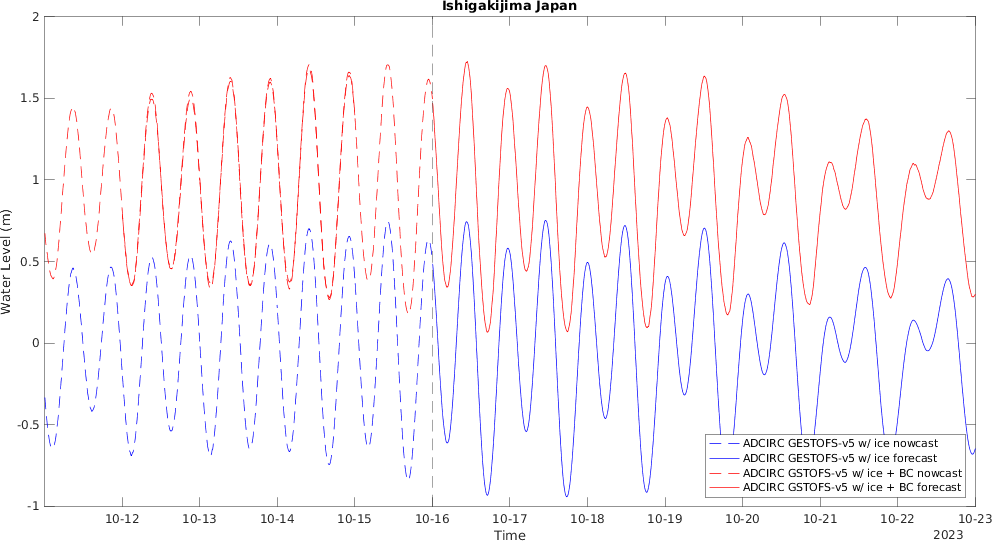 Ishigakijima Japan
2
1.5
1
0.5
0
-0.5
-1
Water Level (m)
ADCIRC GESTOFS-v5 w/ ice nowcast
ADCIRC GESTOFS-v5 w/ ice forecast
ADCIRC GSTOFS-v5 w/ ice + BC nowcast
ADCIRC GSTOFS-v5 w/ ice + BC forecast
10-12 10-13 10-14 10-15 10-16 10-17 10-18 10-19 10-20 10-21 10-22 10-23
Time
2023